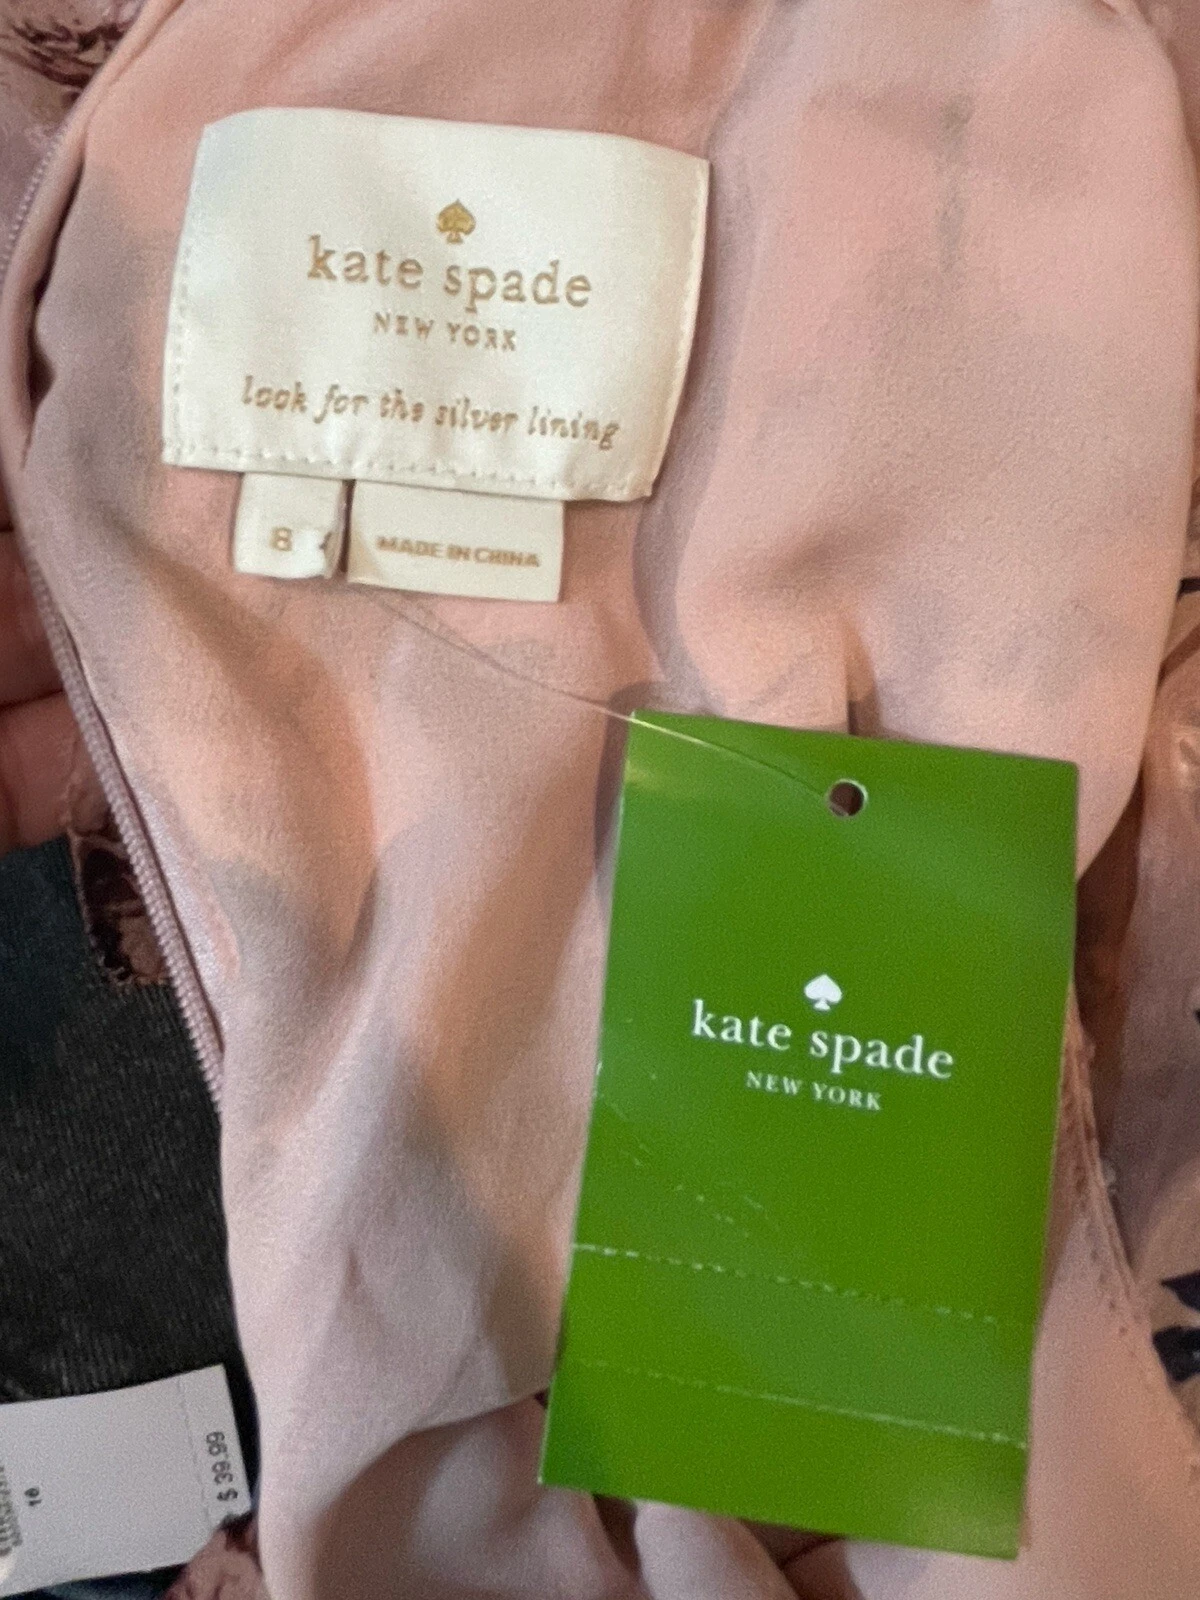 kate spade
NEW YORK
look for the silver lining
8
MADE IN CHINA
kate spade
NEW YORK
$ 39.99
10